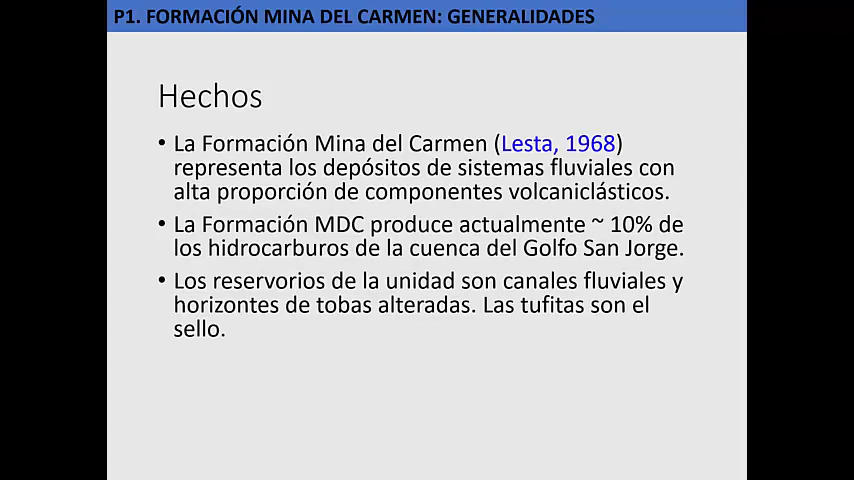 P1. FORMACIÓN MINA DEL CARMEN: GENERALIDADES
Hechos
• La Formación Mina del Carmen (Lesta, 1968)
representa los depósitos de sistemas fluviales con
alta proporción de componentes volcaniclásticos.
• La Formación MDC produce actualmente ~ 10% de
los hidrocarburos de la cuenca del Golfo San Jorge.
• Los reservorios de la unidad son canales fluviales y
horizontes de tobas alteradas. Las tufitas son el
sello.